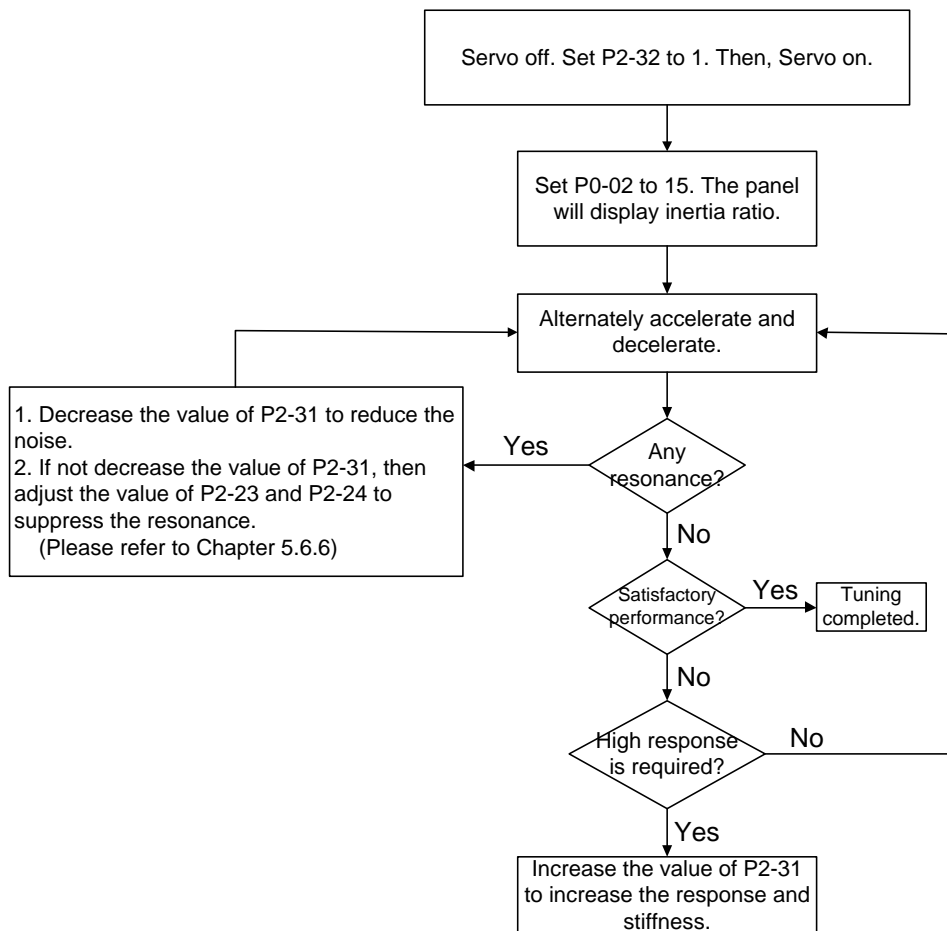 Servo off. Set P2-32 to 1. Then, Servo on.
Set P0-02 to 15. The panel
will display inertia ratio.
Alternately accelerate and
decelerate.
1. Decrease the value of P2-31 to reduce the
noise.
2. If not decrease the value of P2-31, then
adjust the value of P2-23 and P2-24 to
suppress the resonance.
(Please refer to Chapter 5.6.6)
Yes
Any
resonance?
No
Satisfactory
performance?
Yes
Tuning
completed.
No
High response
is required?
No
Yes
Increase the value of P2-31
to increase the response and
stiffness.